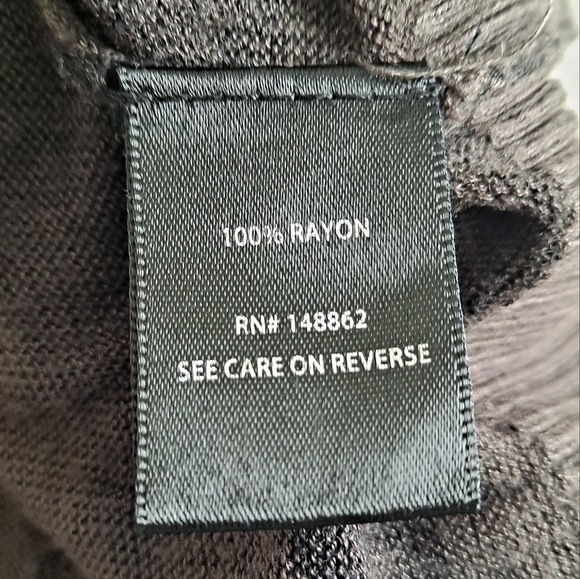 100% RAYON
RN# 148862
SEE CARE ON REVERSE